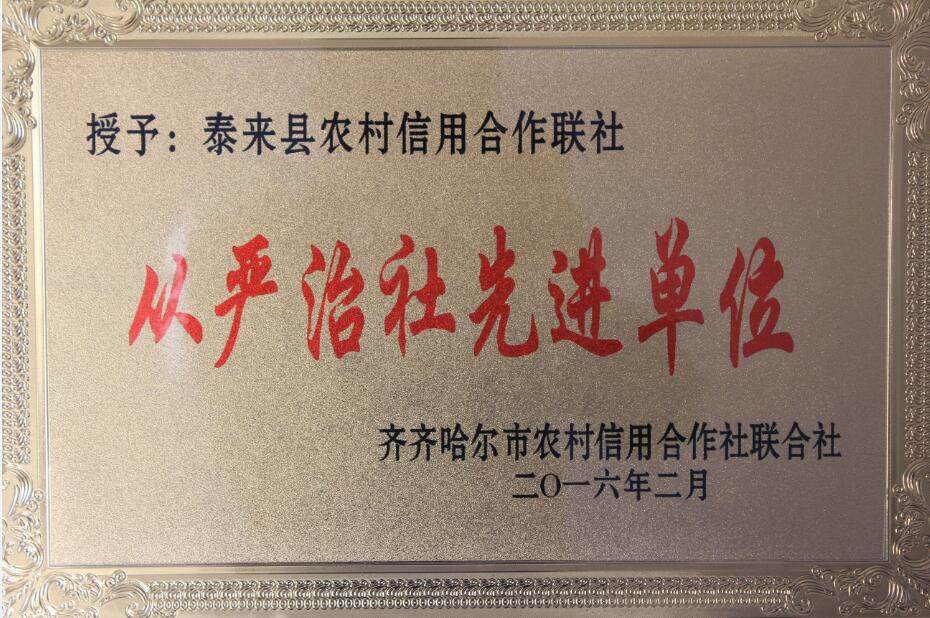 授予：泰来县农村信用合作联社
从严治社先进单位
齐齐哈尔市农村信用合作社联合社
二〇一六年二月